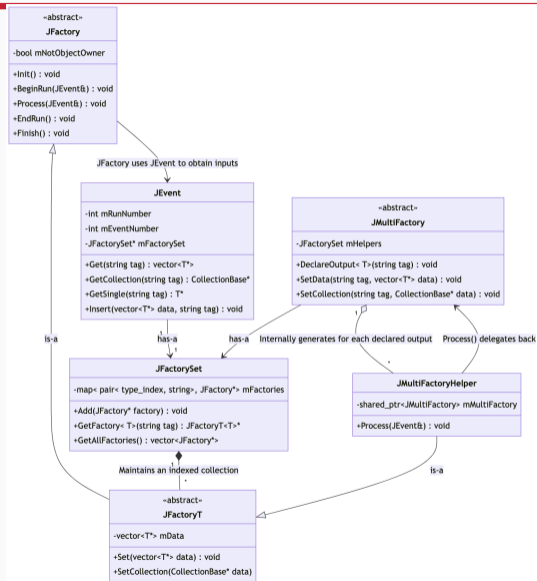 «abstract»
JFactory
-bool mNotObjectOwner
+Init() : void
+BeginRun(JEvent&) : void
+Process(JEvent&) : void
+EndRun() : void
+Finish() : void
JFactory uses JEvent to obtain inputs
JEvent
-int mRunNumber
-int mEventNumber
-JFactorySet* mFactorySet
+Get(string tag) : vector<T*>
+GetCollection(string tag) : CollectionBase*
+GetSingle(string tag) : T*
+Insert(vector<T*> data, string tag) : void
«abstract»
JMultiFactory
-JFactorySet mHelpers
+DeclareOutput< T>(string tag) : void
+SetData(string tag, vector<T*> data) : void
+SetCollection(string tag, CollectionBase* data) : void
is-a
1
has-a
1
has-a
1
Internally generates for each declared output
*
Process() delegates back
JFactorySet
-map< pair< type_index, string>, JFactory*> mFactories
+Add(JFactory* factory) : void
+GetFactory< T>(string tag) : JFactoryT<T>*
+GetAllFactories() : vector<JFactory*>
JMultiFactoryHelper
-shared_ptr<JMultiFactory> mMultiFactory
+Process(JEvent&) : void
1
Maintains an indexed collection
*
is-a
«abstract»
JFactoryT
-vector<T*> mData
+Set(vector<T*> data) : void
+SetCollection(CollectionBase* data)